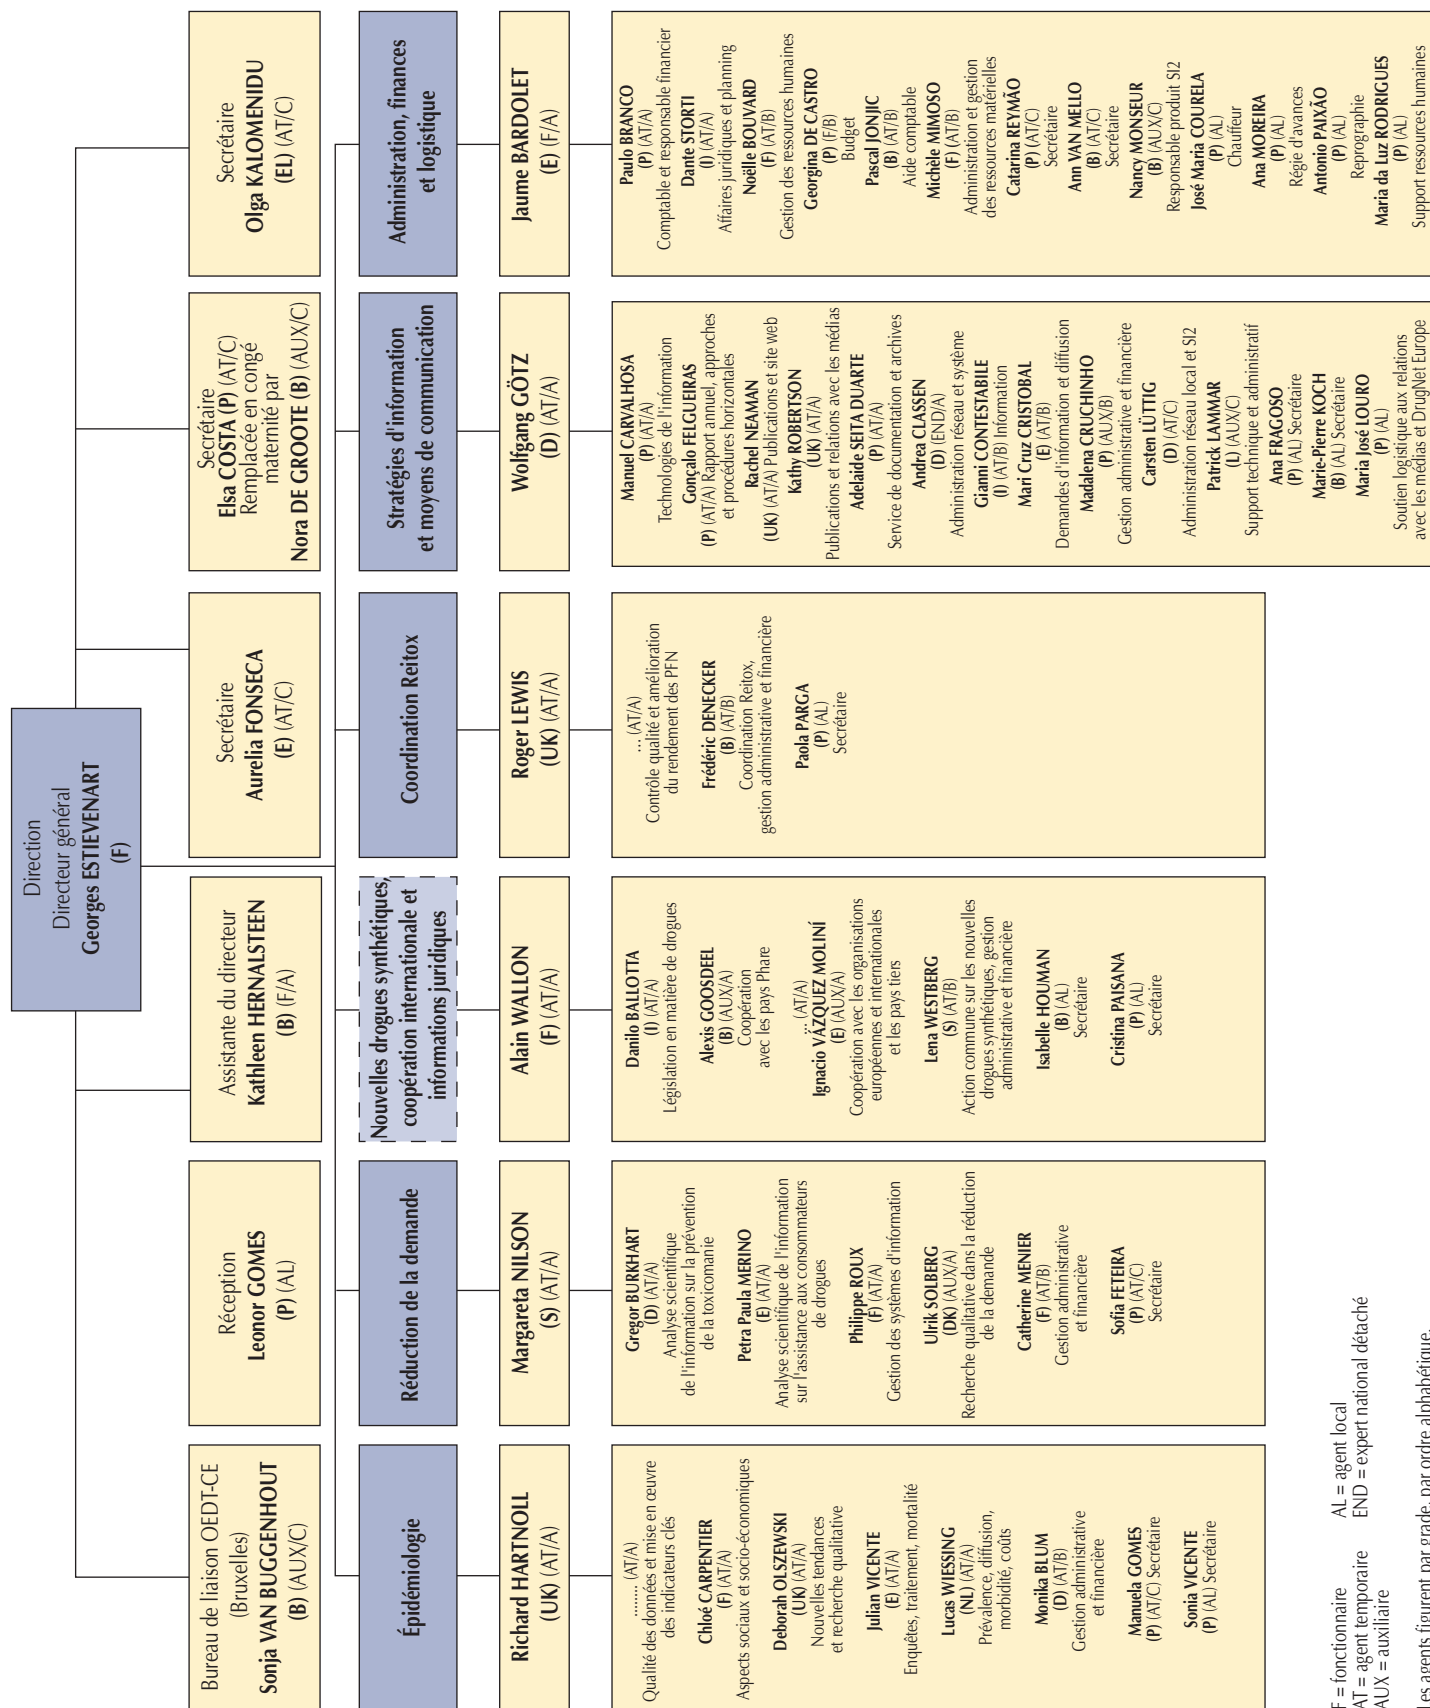 Direction
Directeur général
Georges ESTIEVENART
(F)
Bureau de liaison OEDT-CE
(Bruxelles)
Sonja VAN BUGGENHOUT
(B) (AUX/C)
Réception
Leonor GOMES
(P) (AL)
Assistante du directeur
Kathleen HERNALSTEEN
(B) (F/A)
Secrétaire
Aurelia FONSECA
(E) (AT/C)
Secrétaire
Elsa COSTA (P) (AT/C)
Remplacée en congé
maternité par
Nora DE GROOTE (B) (AUX/C)
Secrétaire
Olga KALOMENIDU
(EL) (AT/C)
Épidémiologie
Richard HARTNOLL
(UK) (AT/A)
........ (AT/A)
Qualité des données et mise en œuvre
des indicateurs clés
Chloé CARPENTIER
(F) (AT/A)
Aspects sociaux et socio-économiques
Deborah OLSZEWSKI
(UK) (AT/A)
Nouvelles tendances
et recherche qualitative
Julian VICENTE
(E) (AT/A)
Enquêtes, traitement, mortalité
Lucas WIESSING
(NL) (AT/A)
Prévalence, diffusion,
morbidité, coûts
Monika BLUM
(D) (AT/B)
Gestion administrative
et financière
Manuela GOMES
(P) (AT/C) Secrétaire
Sonia VICENTE
(P) (AL) Secrétaire
Réduction de la demande
Margareta NILSON
(S) (AT/A)
Gregor BURKHART
(D) (AT/A)
Analyse scientifique
de l'information sur la prévention
de la toxicomanie
Petra Paula MERINO
(E) (AT/A)
Analyse scientifique de l'information
sur l'assistance aux consommateurs
de drogues
Philippe ROUX
(F) (AT/A)
Gestion des systèmes d'information
Ulrik SOLBERG
(DK) (AUX/A)
Recherche qualitative dans la réduction
de la demande
Catherine MENIER
(F) (AT/B)
Gestion administrative
et financière
Sofia FETEIRA
(P) (AT/C)
Secrétaire
Nouvelles drogues synthétiques,
coopération internationale et
informations juridiques
Alain WALLON
(F) (AT/A)
Danilo BALLOTTA
(I) (AT/A)
Législation en matière de drogues
Alexis GOOSDEEL
(B) (AUX/A)
Coopération
avec les pays Phare
... (AT/A)
Ignacio VÁZQUEZ MOLINÍ
(E) (AUX/A)
Coopération avec les organisations
européennes et internationales
et les pays tiers
Lena WESTBERG
(S) (AT/B)
Action commune sur les nouvelles
drogues synthétiques, gestion
administrative et financière
Isabelle HOUMAN
(B) (AL)
Secrétaire
Cristina PAISANA
(P) (AL)
Secrétaire
Coordination Reitox
Roger LEWIS
(UK) (AT/A)
... (AT/A)
Contrôle qualité et amélioration
du rendement des PFN
Frédéric DENECKER
(B) (AT/B)
Coordination Reitox,
gestion administrative et financière
Paola PARGA
(P) (AL)
Secrétaire
Stratégies d'information
et moyens de communication
Wolfgang GÖTZ
(D) (AT/A)
Manuel CARVALHOSA
(P) (AT/A)
Technologies de l'information
Gonçalo FELGUEIRAS
(P) (AT/A) Rapport annuel, approches
et procédures horizontales
Rachel NEAMAN
(UK) (AT/A) Publications et site web
Kathy ROBERTSON
(UK) (AT/A)
Publications et relations avec les médias
Adelaide SEITA DUARTE
(P) (AT/A)
Service de documentation et archives
Andrea CLASSEN
(D) (END/A)
Administration réseau et système
Gianni CONTESTABILE
(I) (AT/B) Information
Mari Cruz CRISTOBAL
(E) (AT/B)
Demandes d'information et diffusion
Madalena CRUCHINHO
(P) (AUX/B)
Gestion administrative et financière
Carsten LÜTTIG
(D) (AT/C)
Administration réseau local et SI2
Patrick LAMMAR
(L) (AUX/C)
Support technique et administratif
Ana FRAGOSO
(P) (AL) Secrétaire
Marie-Pierre KOCH
(B) (AL) Secrétaire
Maria José LOURO
(P) (AL)
Soutien logistique aux relations
avec les médias et DrugNet Europe
Administration, finances
et logistique
Jaume BARDOLET
(E) (F/A)
Paulo BRANCO
(P) (AT/A)
Comptable et responsable financier
Dante STORTI
(I) (AT/A)
Affaires juridiques et planning
Noëlle BOUVARD
(F) (AT/B)
Gestion des ressources humaines
Georgina DE CASTRO
(P) (F/B)
Budget
Pascal JONJIC
(B) (AT/B)
Aide comptable
Michèle MIMOSO
(F) (AT/B)
Administration et gestion
des ressources matérielles
Catarina REYMÃO
(P) (AT/C)
Secrétaire
Ann VAN MELLO
(B) (AT/C)
Secrétaire
Nancy MONSEUR
(B) (AUX/C)
Responsable produit SI2
José Maria COURELA
(P) (AL)
Chauffeur
Ana MOREIRA
(P) (AL)
Régie d'avances
Antonio PAIXÃO
(P) (AL)
Reprographie
Maria da Luz RODRIGUES
(P) (AL)
Support ressources humaines
F = fonctionnaire
AT = agent temporaire
AUX = auxiliaire
AL = agent local
END = expert national détaché
Les agents figurent par grade, par ordre alphabétique.